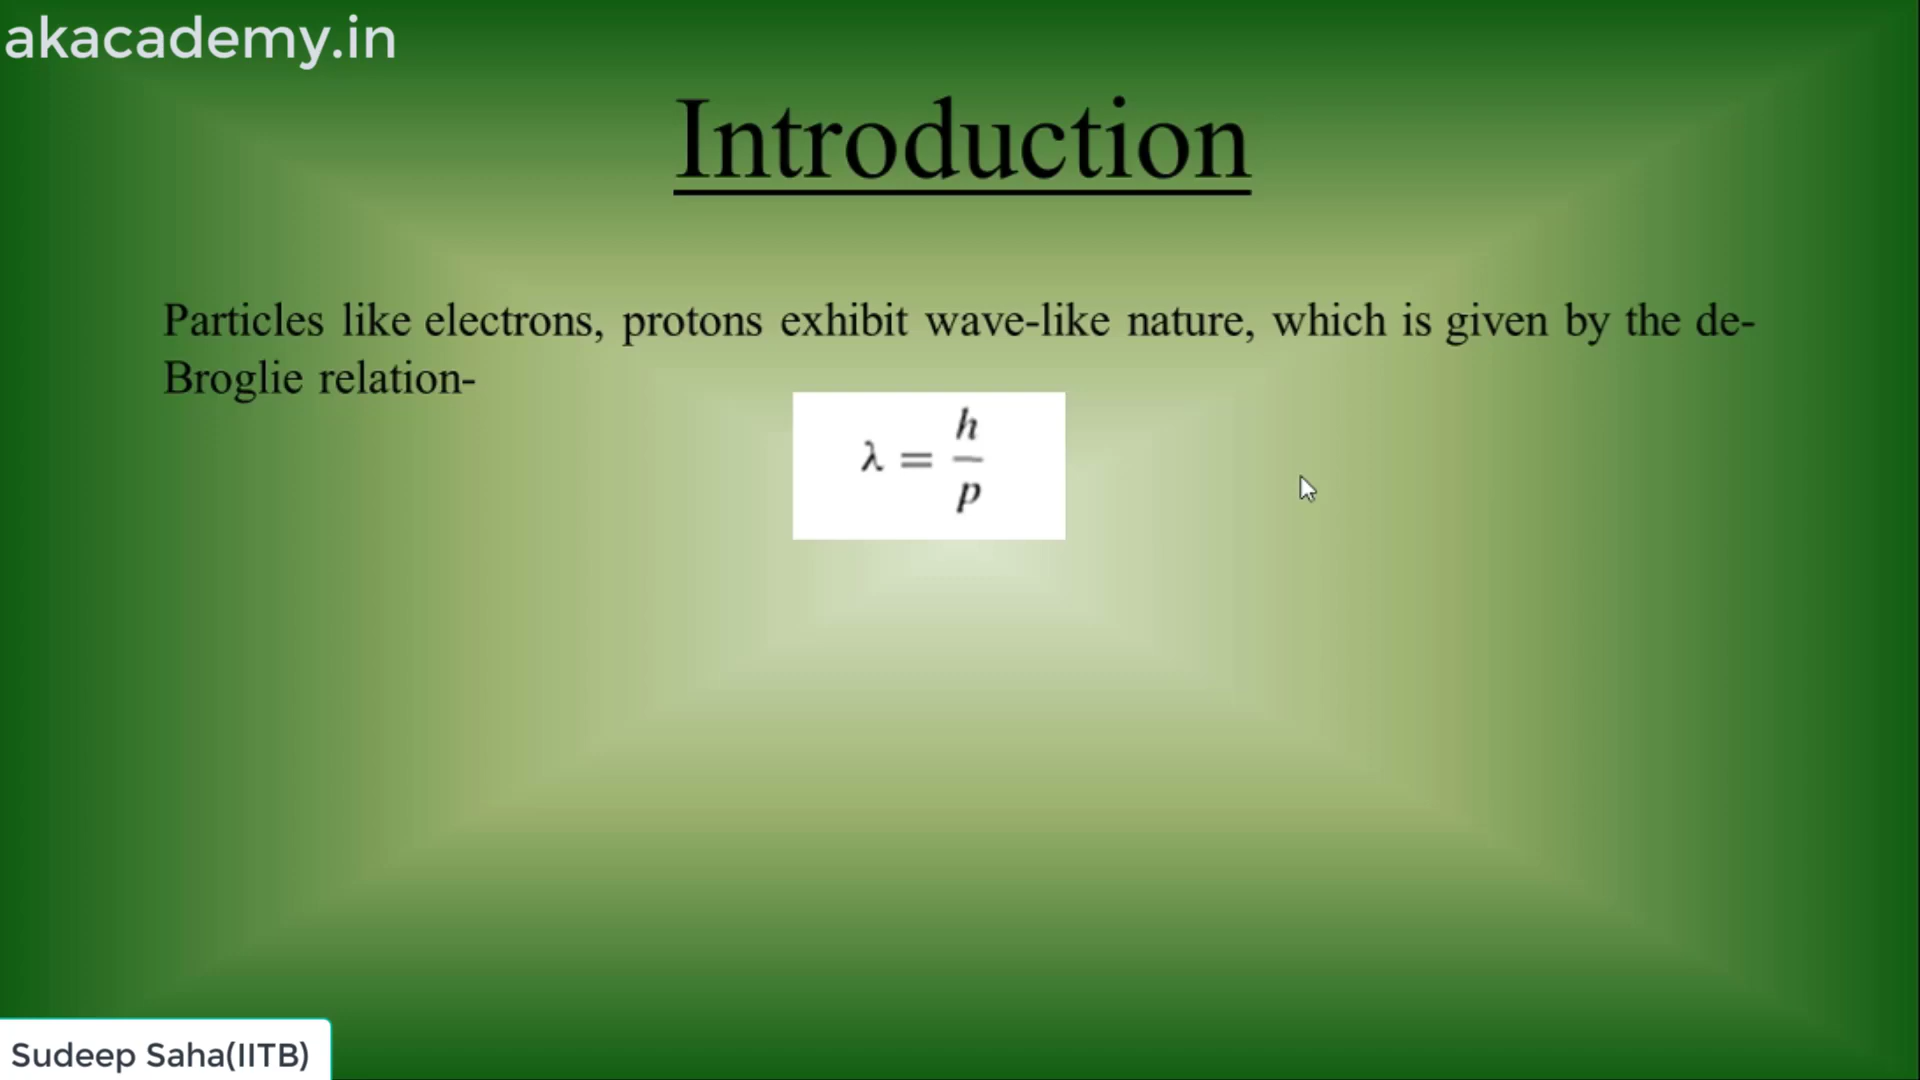 akacademy.in
Introduction
Particles like electrons, protons exhibit wave-like nature, which is given by the de-
Broglie relation-
λ = h/p
Sudeep Saha(IITB)